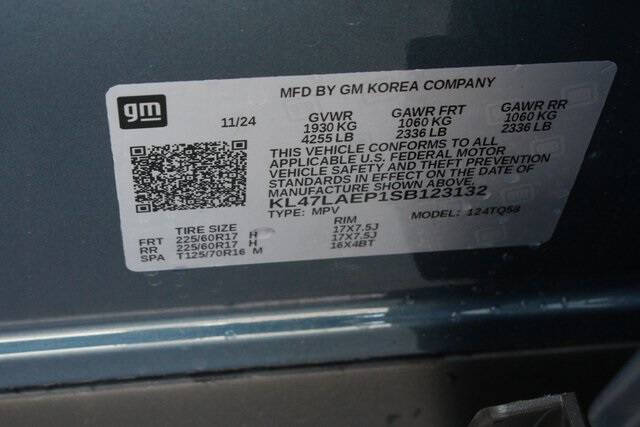 gm
MFD BY GM KOREA COMPANY
11/24 GVWR GAWR FRT GAWR RR
1930 KG 1060 KG 1060 KG
4255 LB 2336 LB 2336 LB
THIS VEHICLE CONFORMS TO ALL
APPLICABLE U.S. FEDERAL MOTOR
VEHICLE SAFETY AND THEFT PREVENTION
STANDARDS IN EFFECT ON THE DATE OF
MANUFACTURE SHOWN ABOVE
KL47LAEP1SB123132
TYPE: MPV MODEL: 124TQ58
TIRE SIZE RIM
FRT 225/60R17 H 17X7.5J
RR 225/60R17 H 17X7.5J
SPA T125/70R16 M 16X4BT